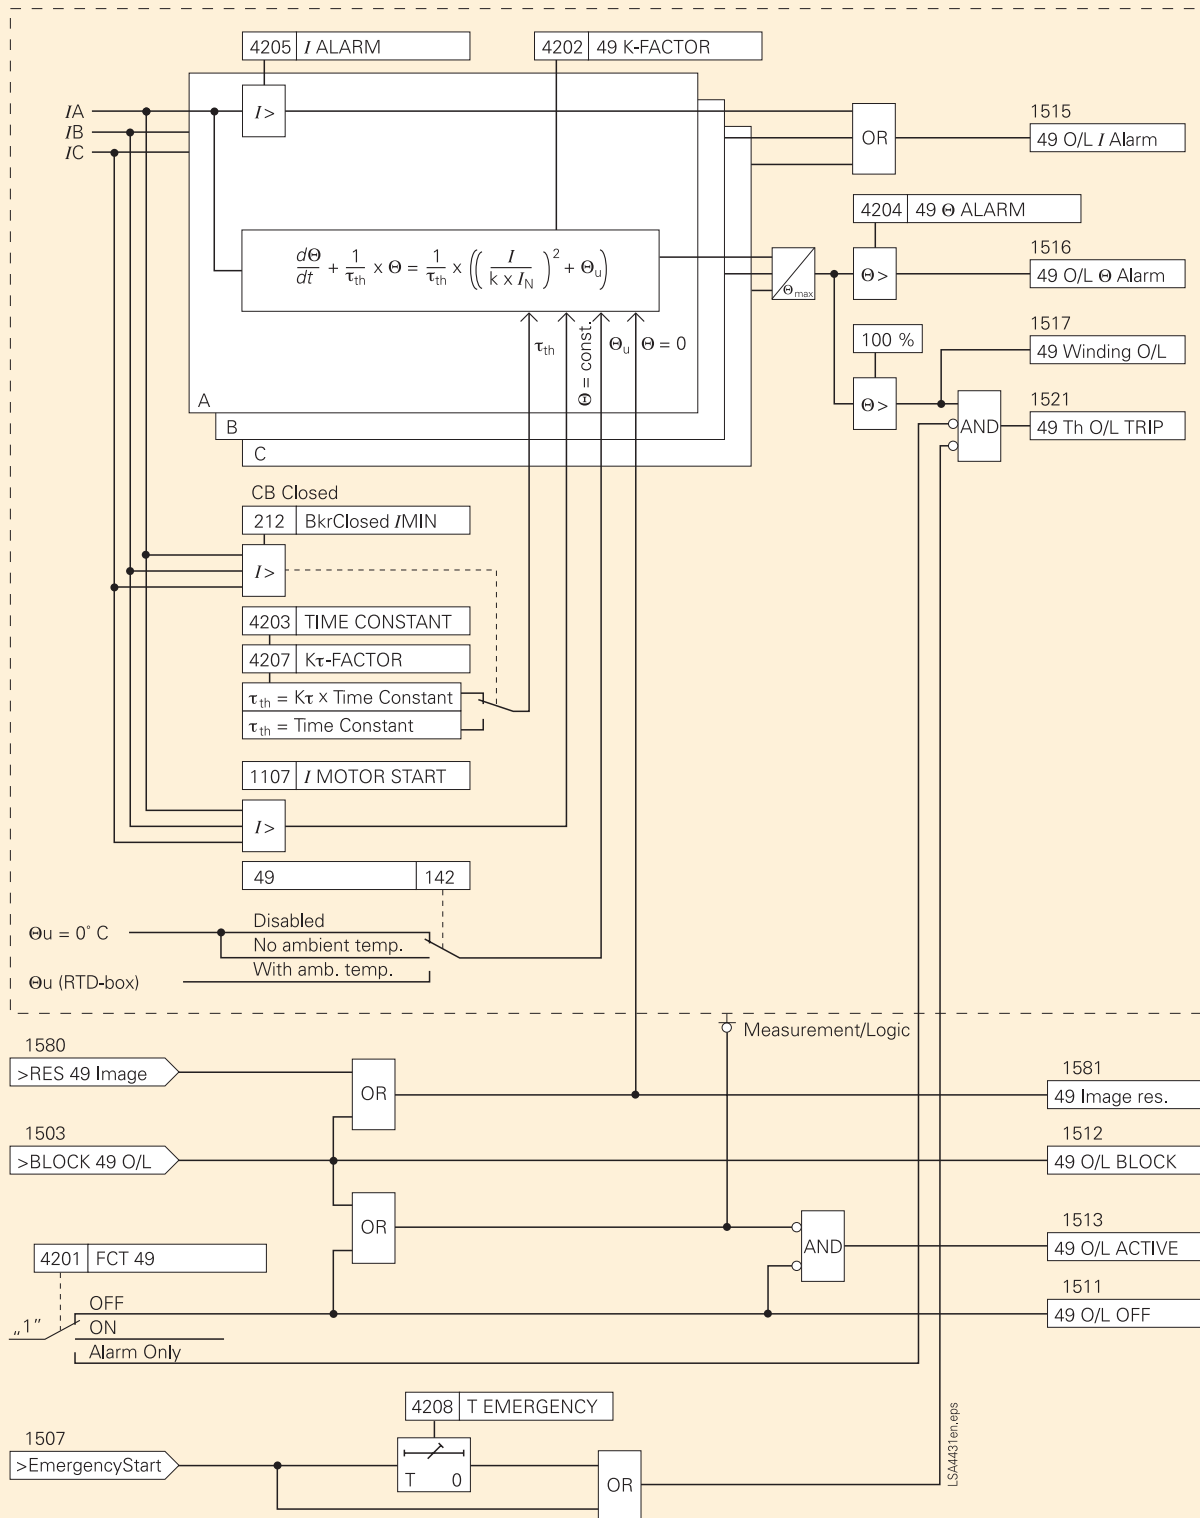 4205 I ALARM
4202 49 K-FACTOR
IA
IB
IC
I>
OR
1515
49 O/L I Alarm
4204 49 Θ ALARM
dΘ/dt + 1/τth x Θ = 1/τth x ((I/(k x IN))² + Θu)
Θmax
Θ>
1516
49 O/L Θ Alarm
τth
Θ = const.
Θu
Θ = 0
100 %
1517
49 Winding O/L
A
B
C
Θ>
AND
1521
49 Th O/L TRIP
CB Closed
212 BkrClosed IMIN
I>
4203 TIME CONSTANT
4207 Kτ-FACTOR
τth = Kτ x Time Constant
τth = Time Constant
1107 I MOTOR START
I>
49 142
Θu = 0° C
Disabled
No ambient temp.
With amb. temp.
Θu (RTD-box)
Measurement/Logic
1580
>RES 49 Image
OR
1581
49 Image res.
1503
>BLOCK 49 O/L
1512
49 O/L BLOCK
OR
AND
1513
49 O/L ACTIVE
4201 FCT 49
1511
49 O/L OFF
„1”
OFF
ON
Alarm Only
4208 T EMERGENCY
1507
>EmergencyStart
T 0
OR
LSA4431en.eps